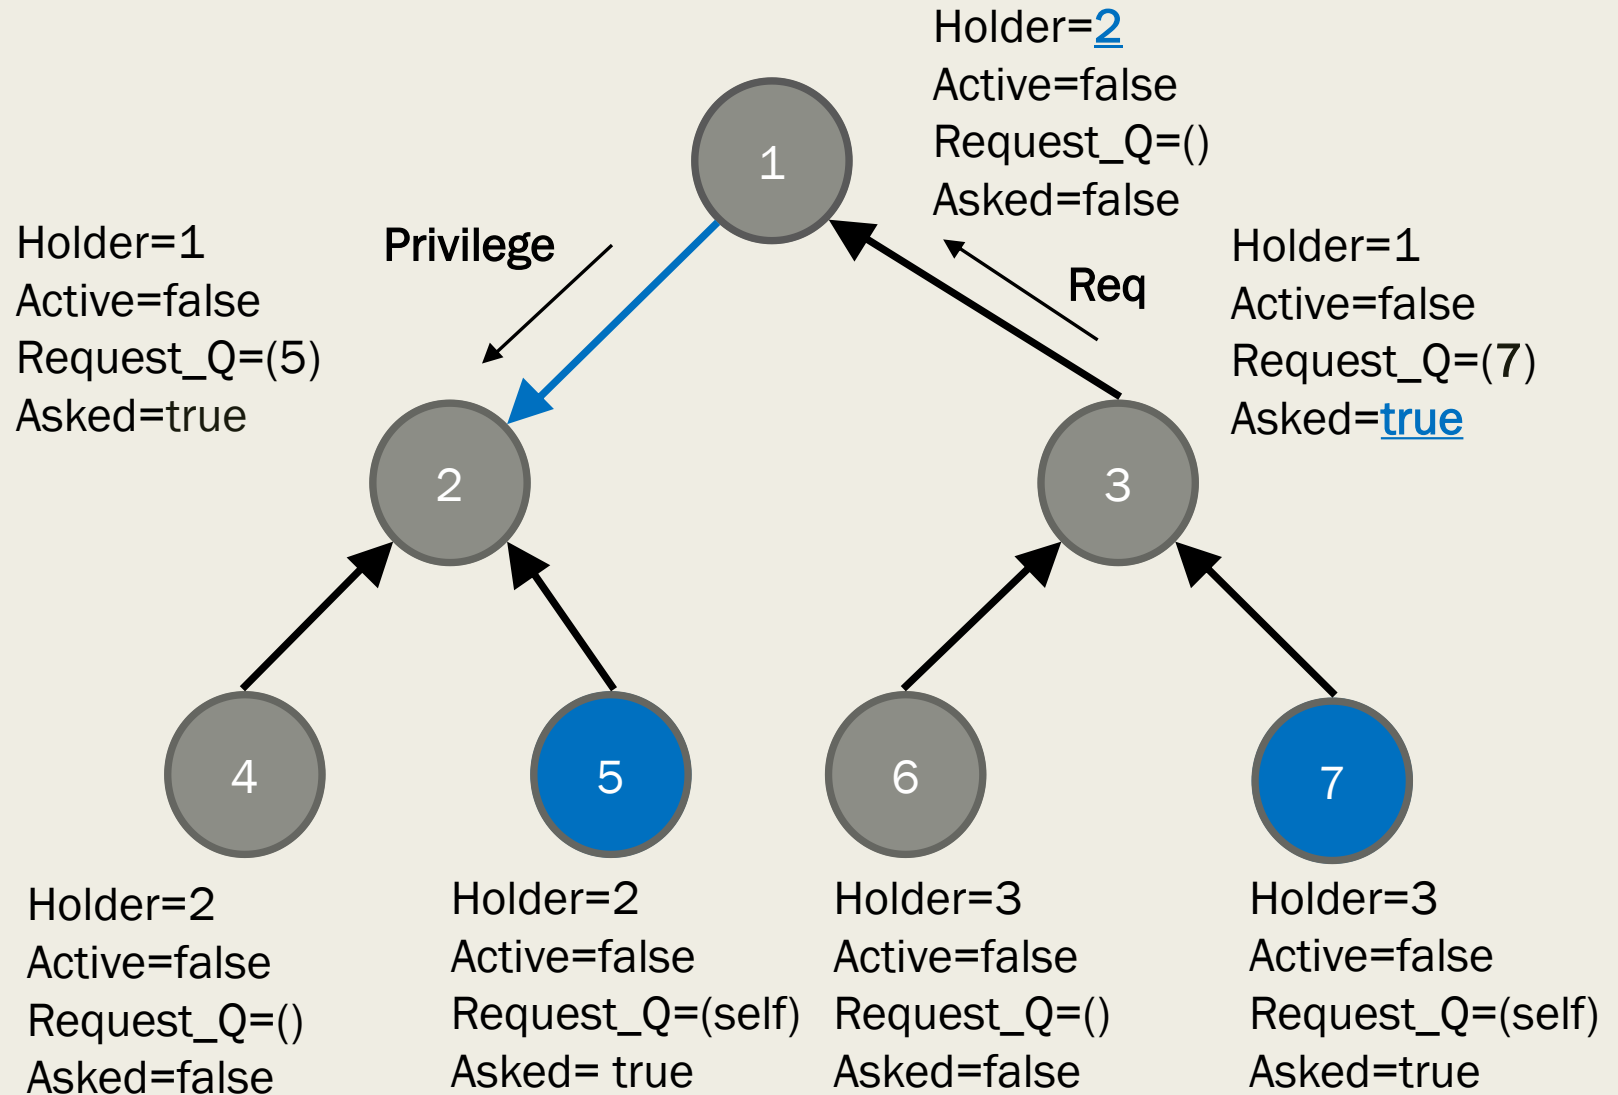 Holder=2
Active=false
Request_Q=()
Asked=false
1
Holder=1
Active=false
Request_Q=(5)
Asked=true
Privilege
Req
Holder=1
Active=false
Request_Q=(7)
Asked=true
2
3
4
5
6
7
Holder=2
Active=false
Request_Q=()
Asked=false
Holder=2
Active=false
Request_Q=(self)
Asked= true
Holder=3
Active=false
Request_Q=()
Asked=false
Holder=3
Active=false
Request_Q=(self)
Asked=true